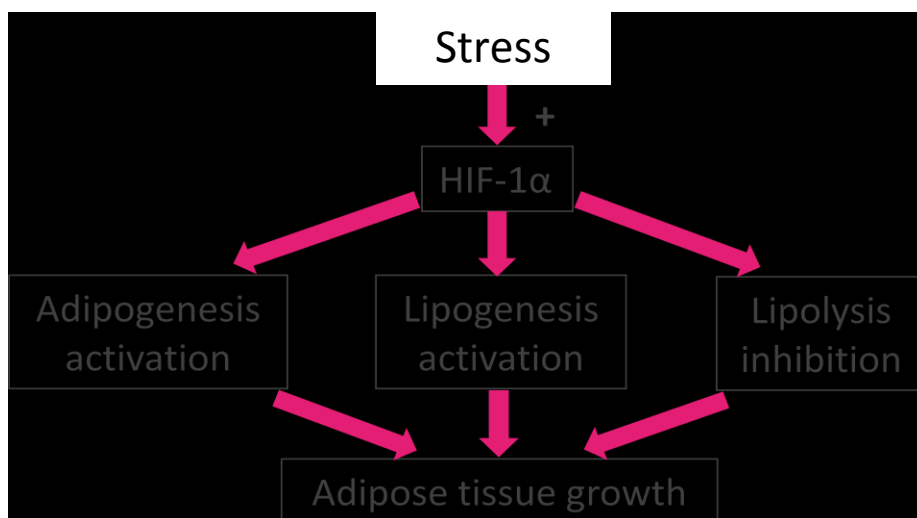 Stress
+
HIF-1α
Adipogenesis
activation
Lipogenesis
activation
Lipolysis
inhibition
Adipose tissue growth